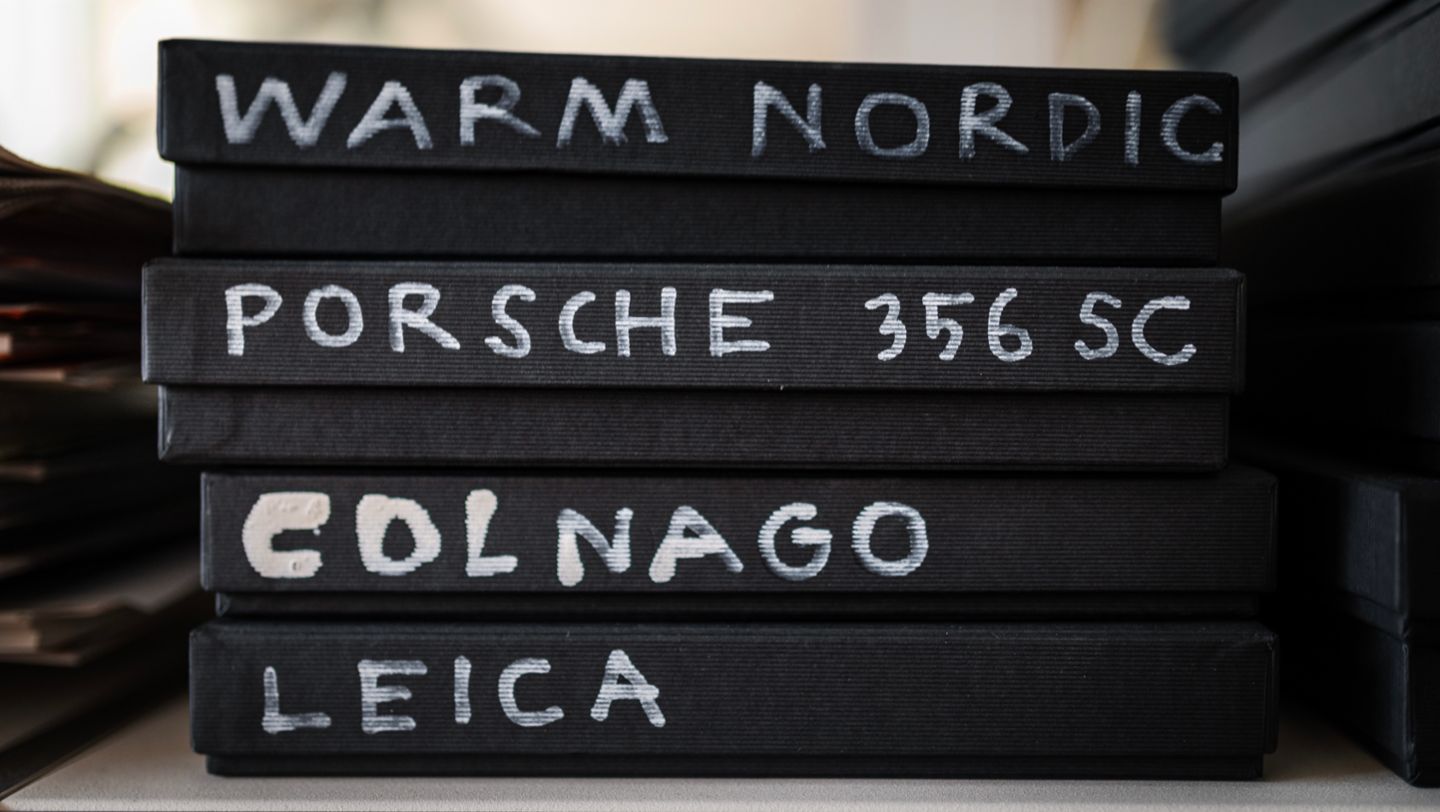 WARM NORDIC
PORSCHE 356 SC
COLNAGO
LEICA